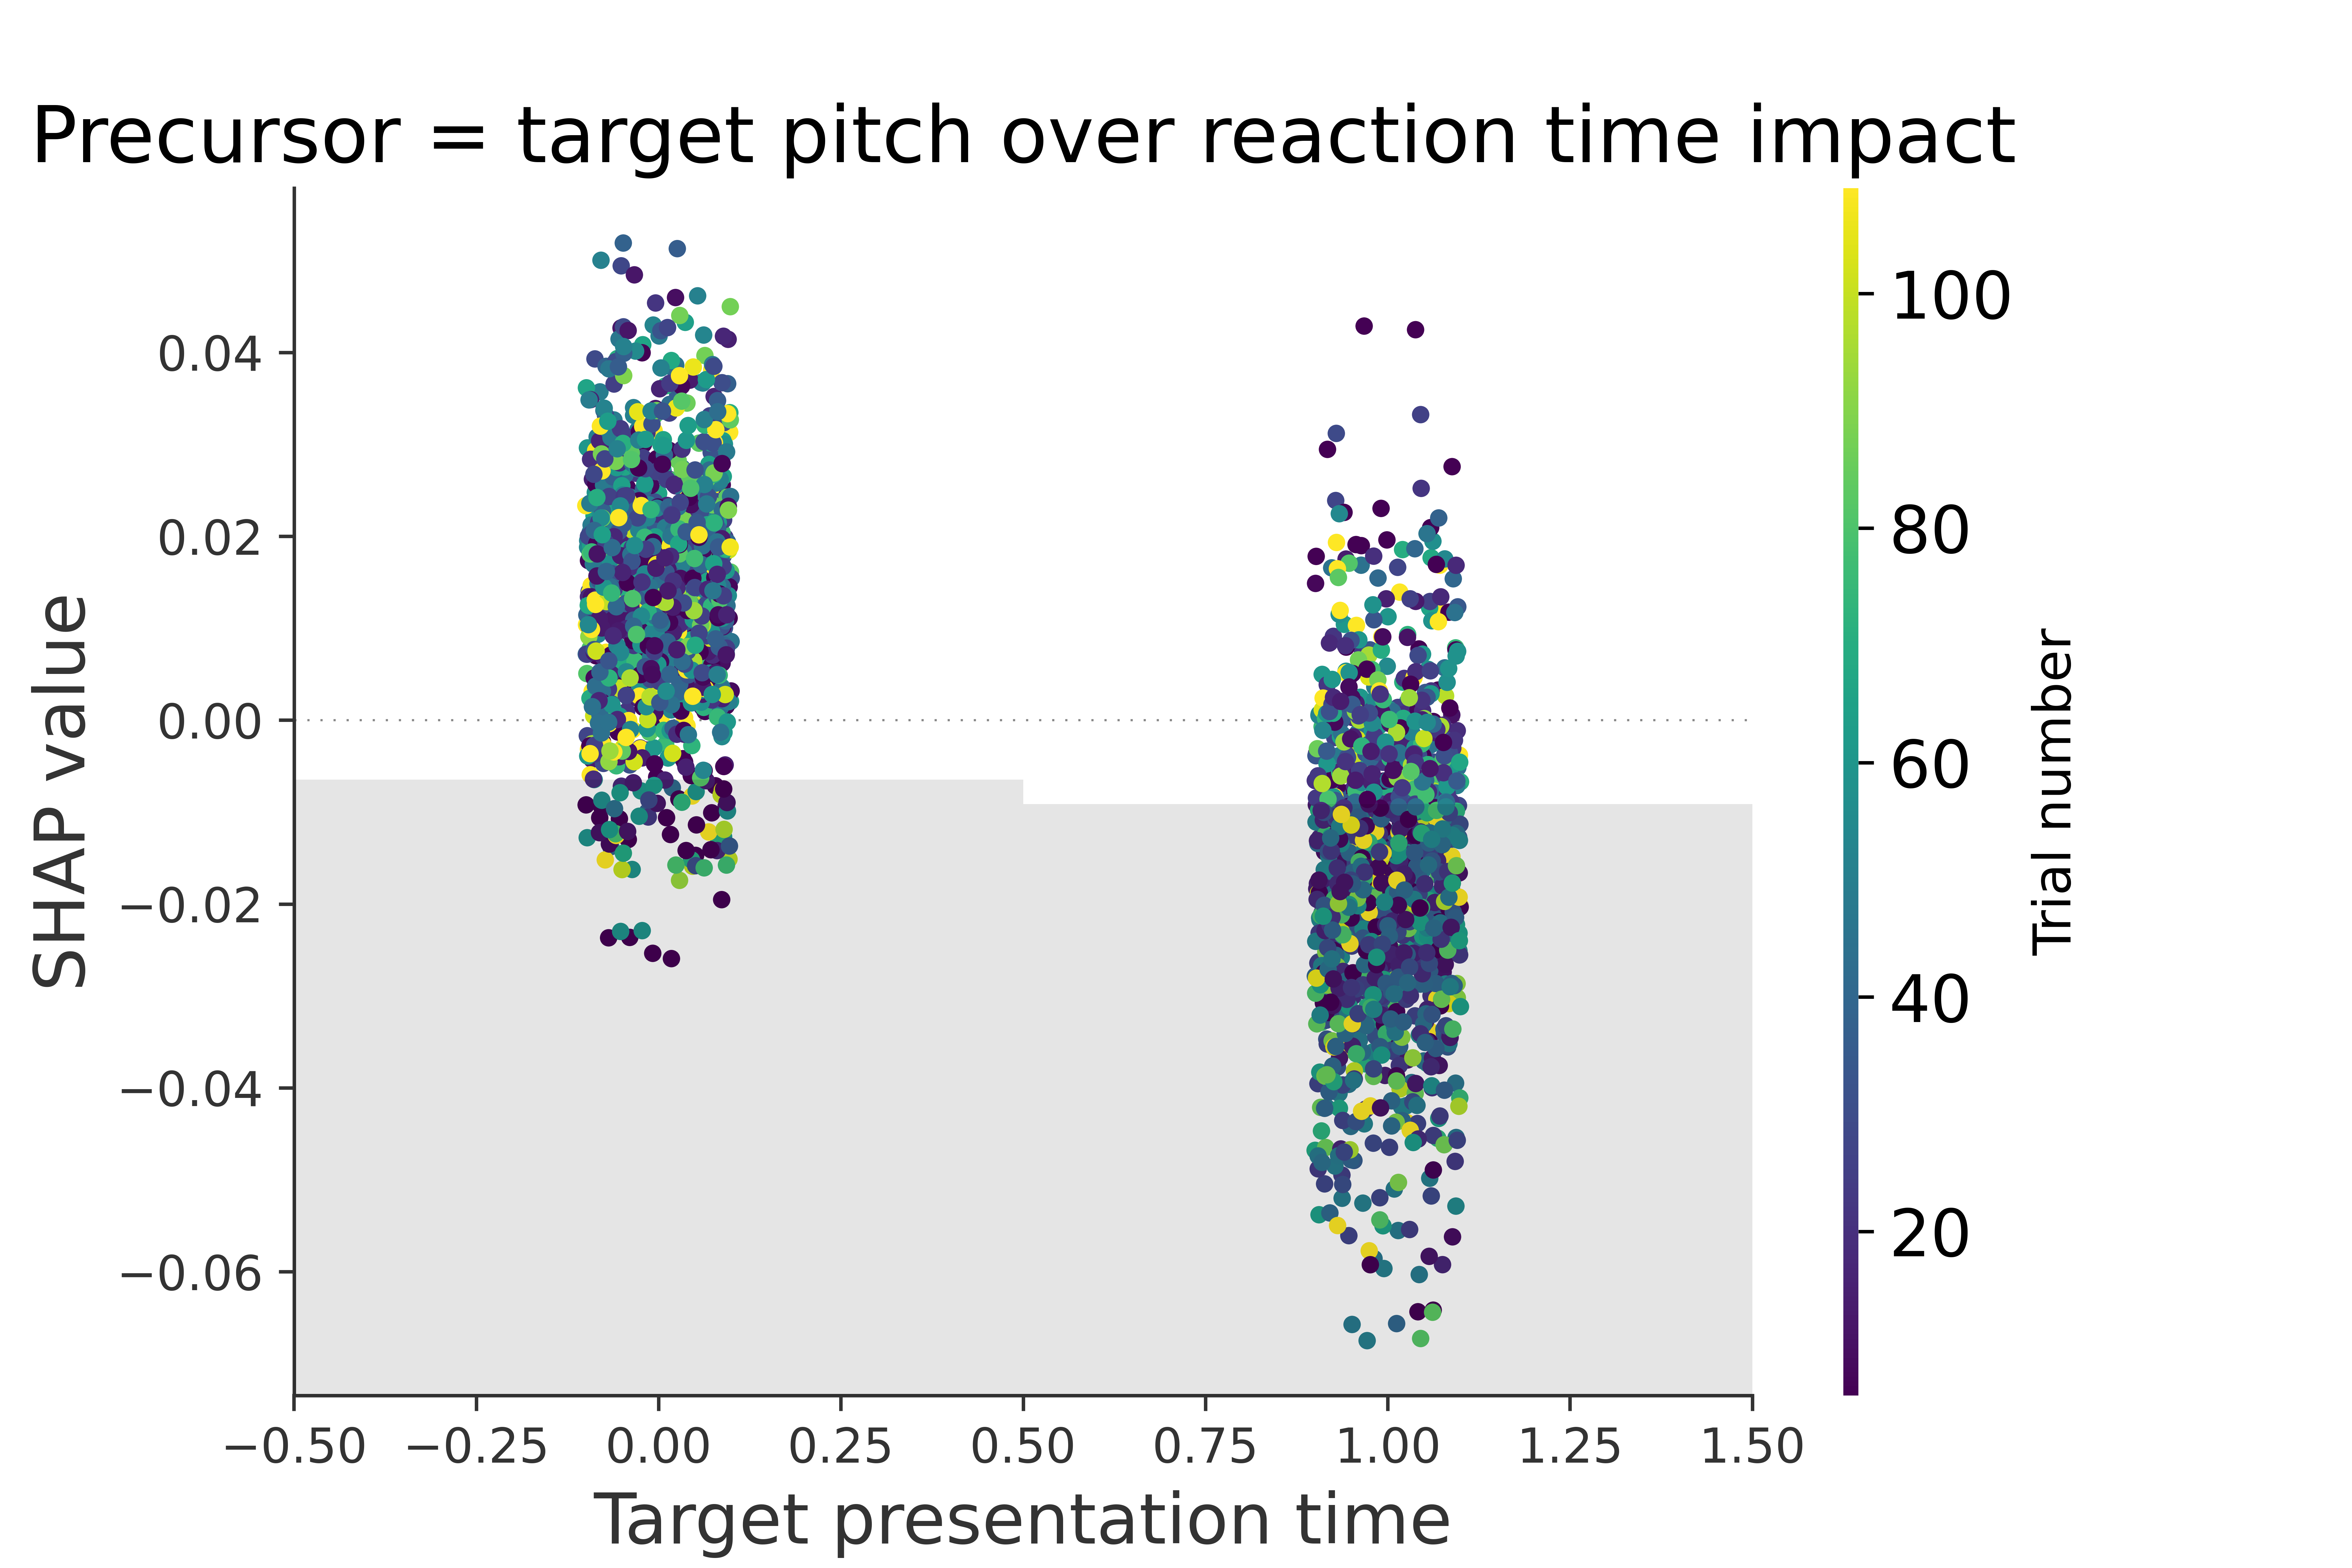 Precursor = target pitch over reaction time impact
0.04
0.02
0.00
−0.02
−0.04
−0.06
SHAP value
−0.50 −0.25 0.00 0.25 0.50 0.75 1.00 1.25 1.50
Target presentation time
100
80
60
40
20
Trial number